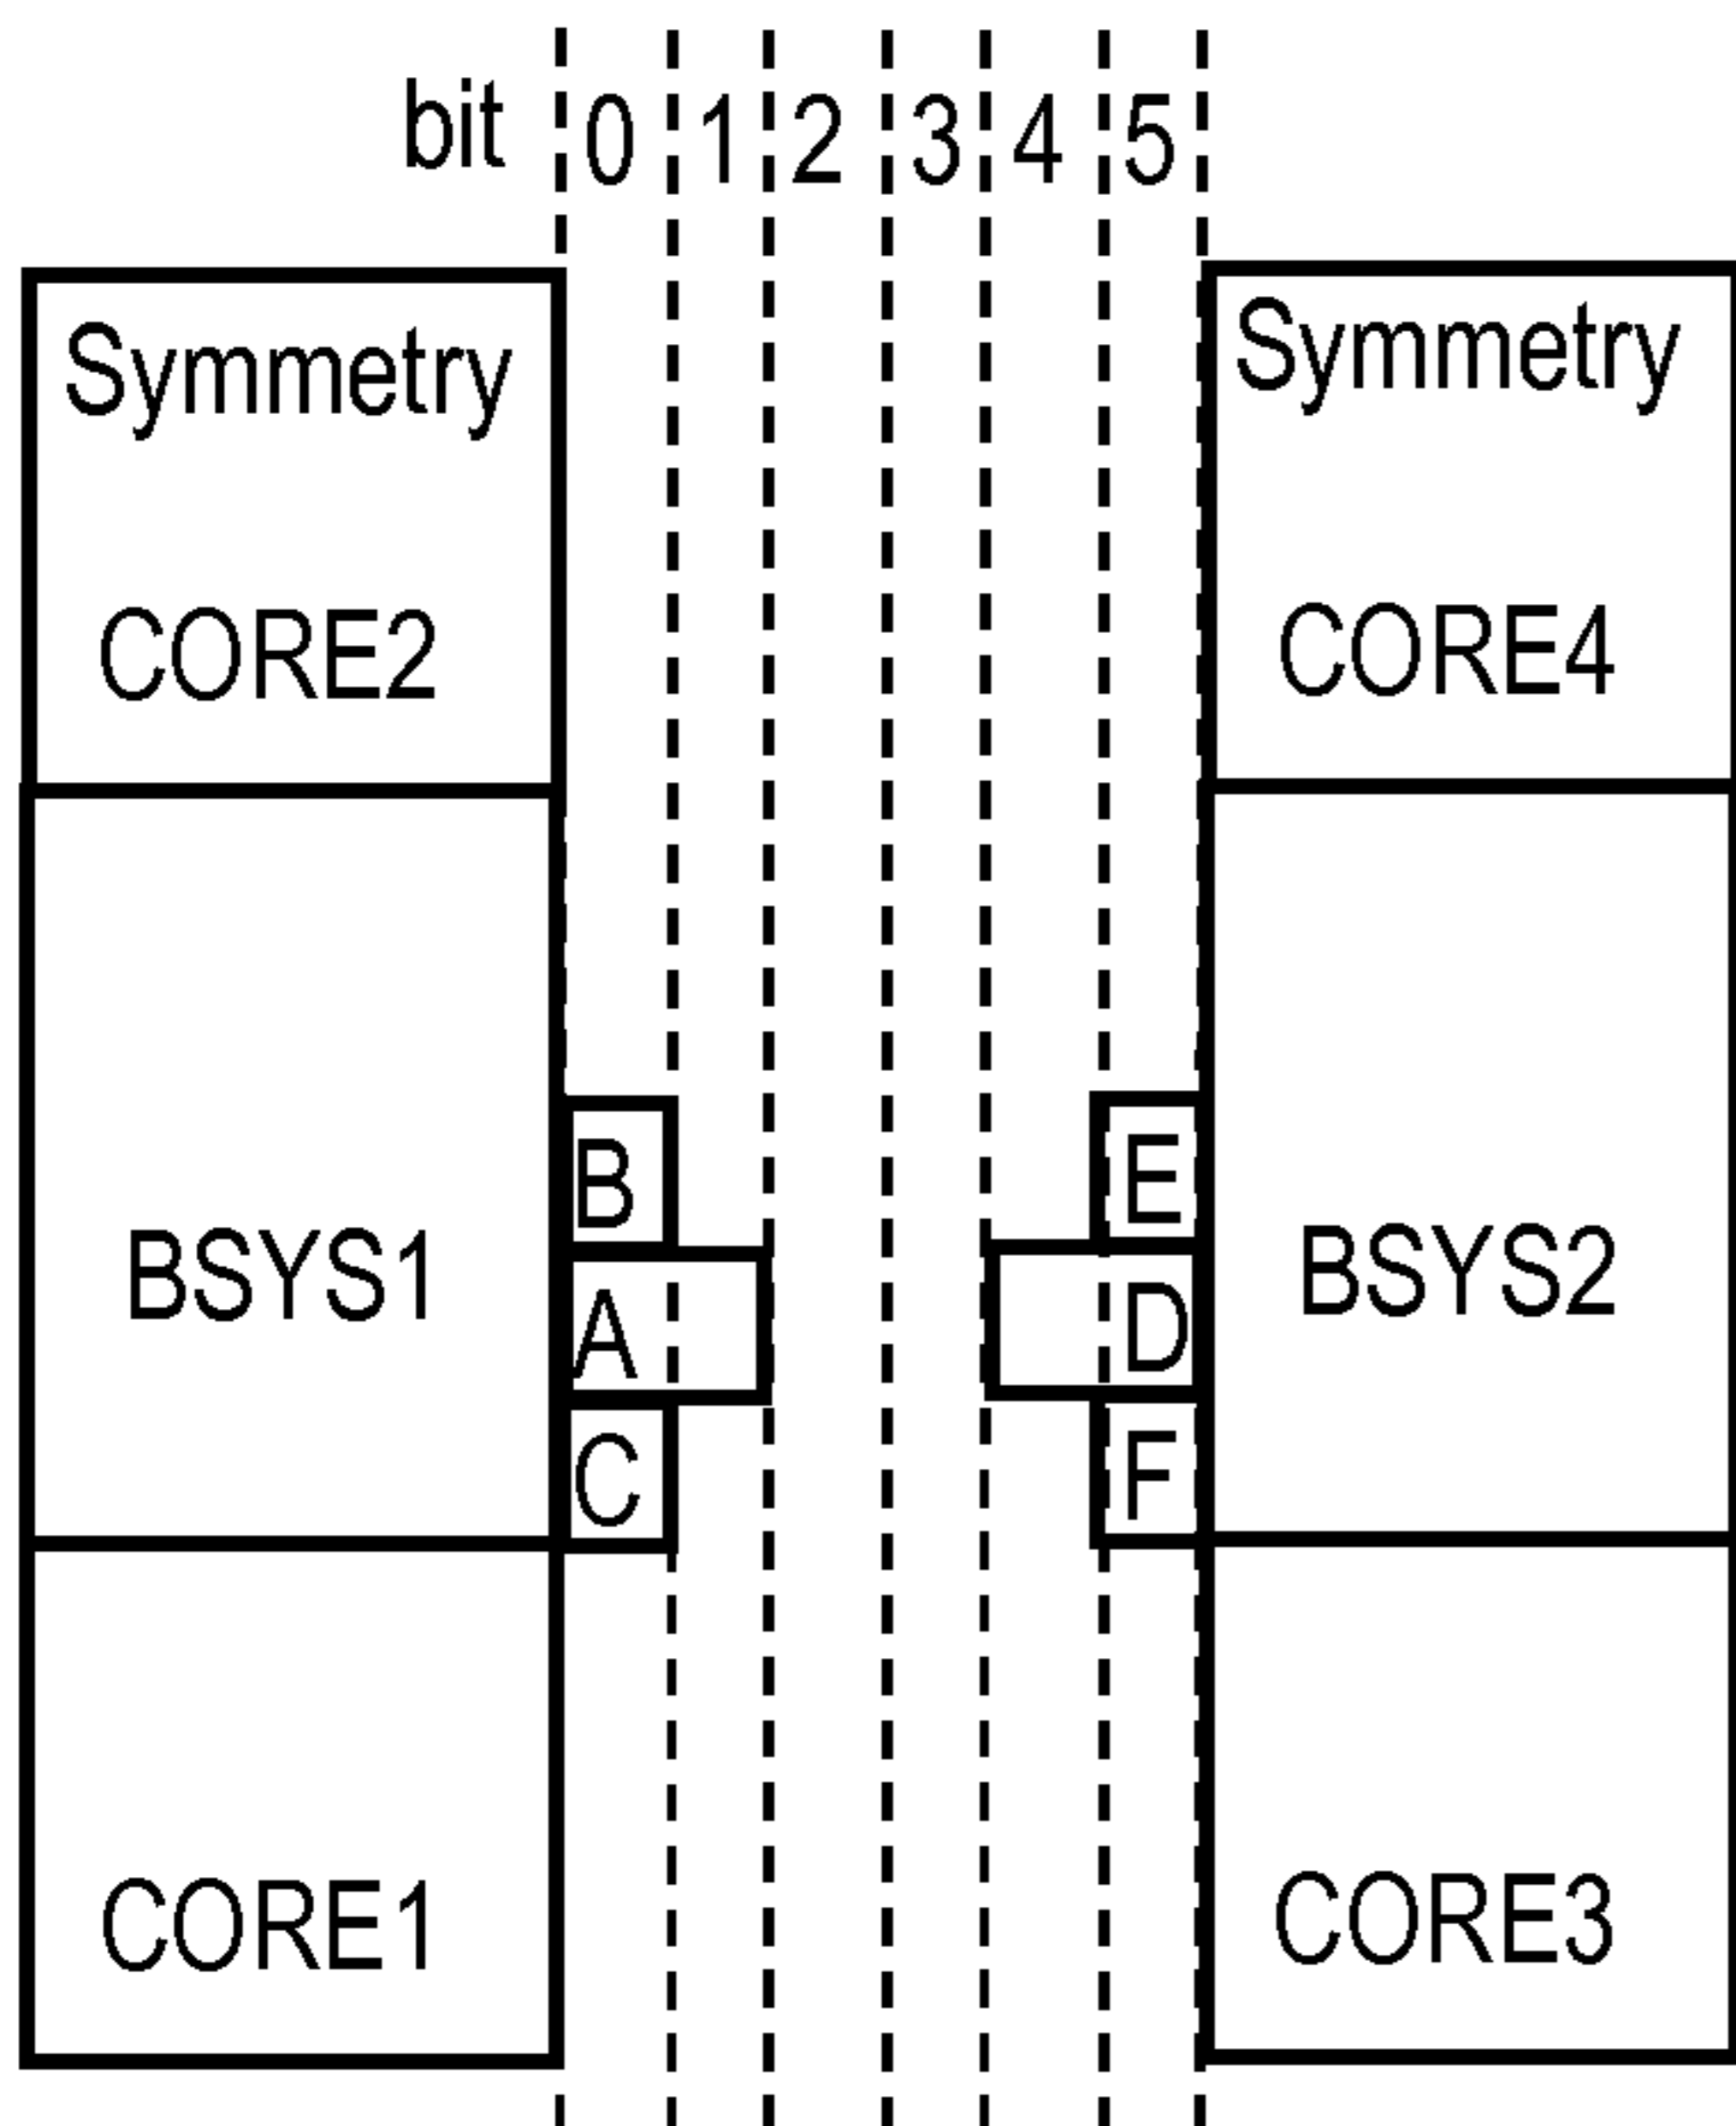 bit 0 1 2 3 4 5
Symmetry Symmetry
CORE2 CORE4
B E
BSYS1 BSYS2
A D
C F
CORE1 CORE3